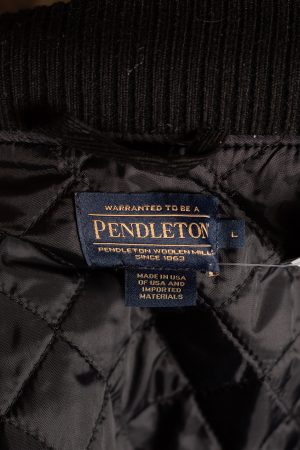 WARRANTED TO BE A
PENDLETON
L
PENDLETON WOOLEN MILLS
SINCE 1863
MADE IN USA
OF USA AND
IMPORTED
MATERIALS